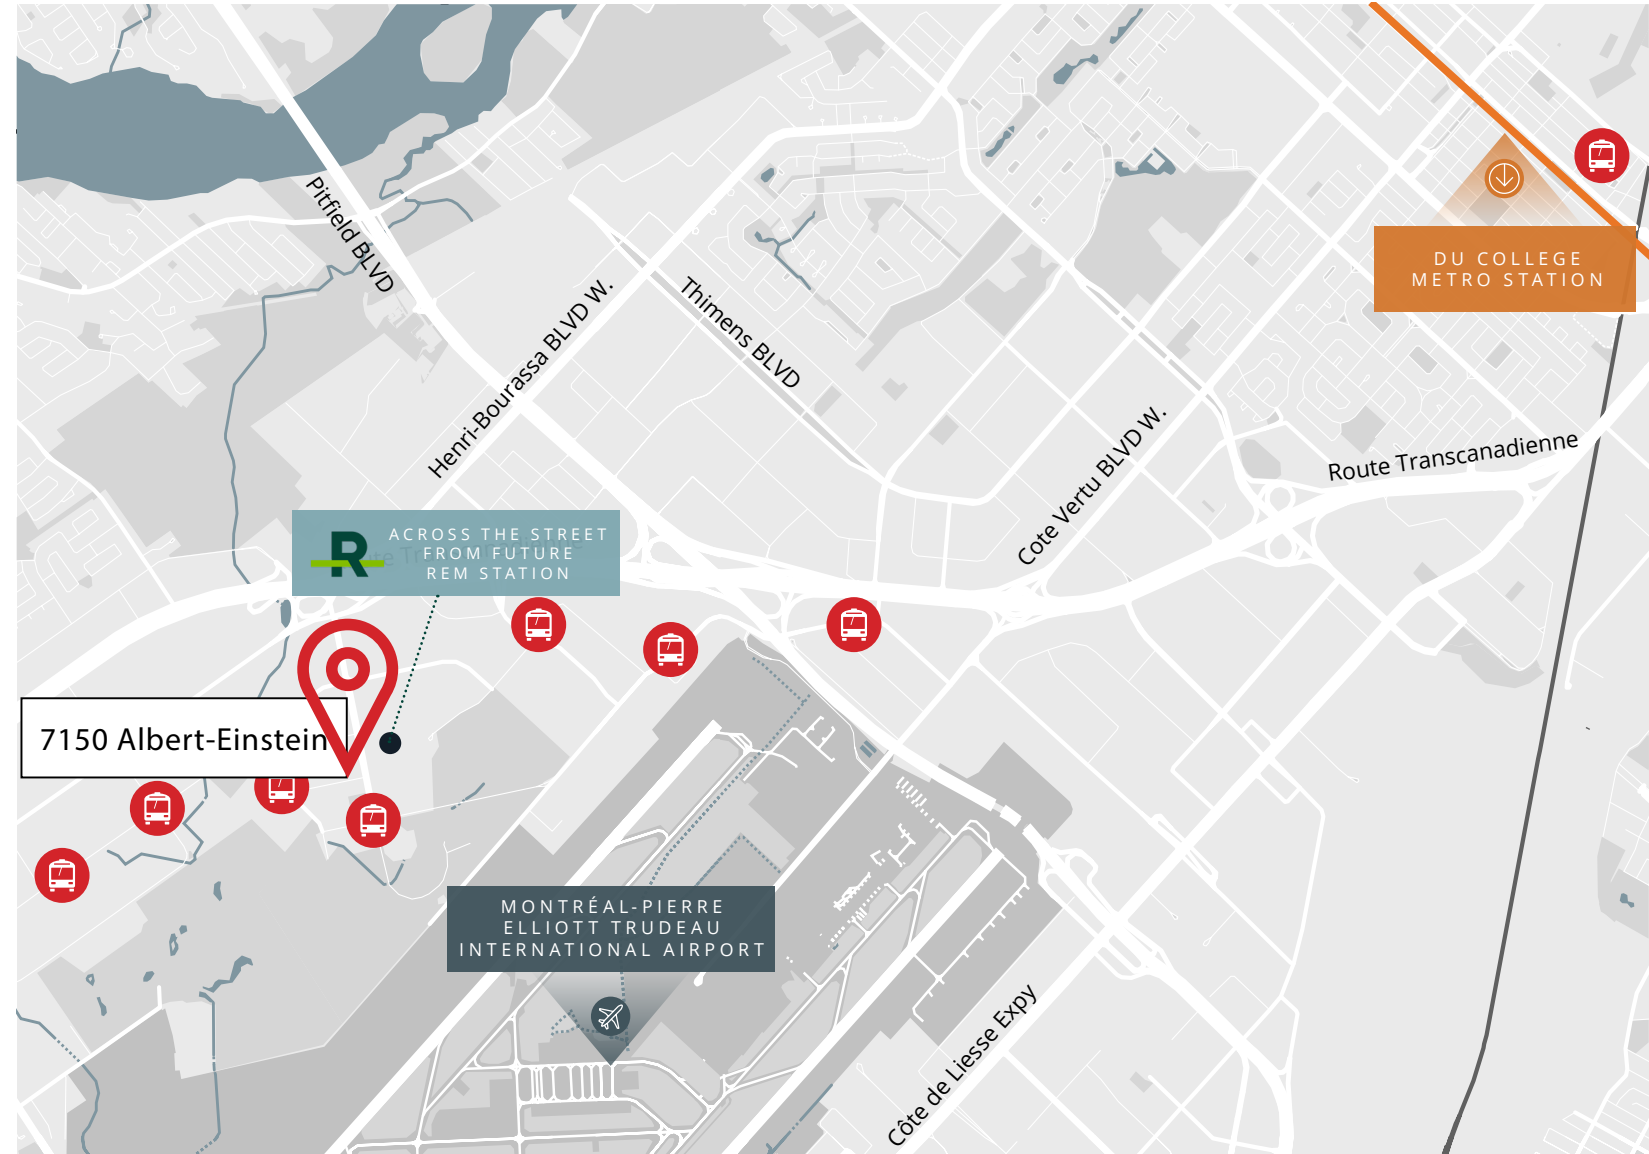 Pitfield BLVD
Henri-Bourassa BLVD W.
Thimens BLVD
DU COLLEGE
METRO STATION
Cote Vertu BLVD W.
Route Transcanadienne
R
ACROSS THE STREET
FROM FUTURE
REM STATION
7150 Albert-Einstein
MONTRÉAL-PIERRE
ELLIOTT TRUDEAU
INTERNATIONAL AIRPORT
Côte de Liesse Expy